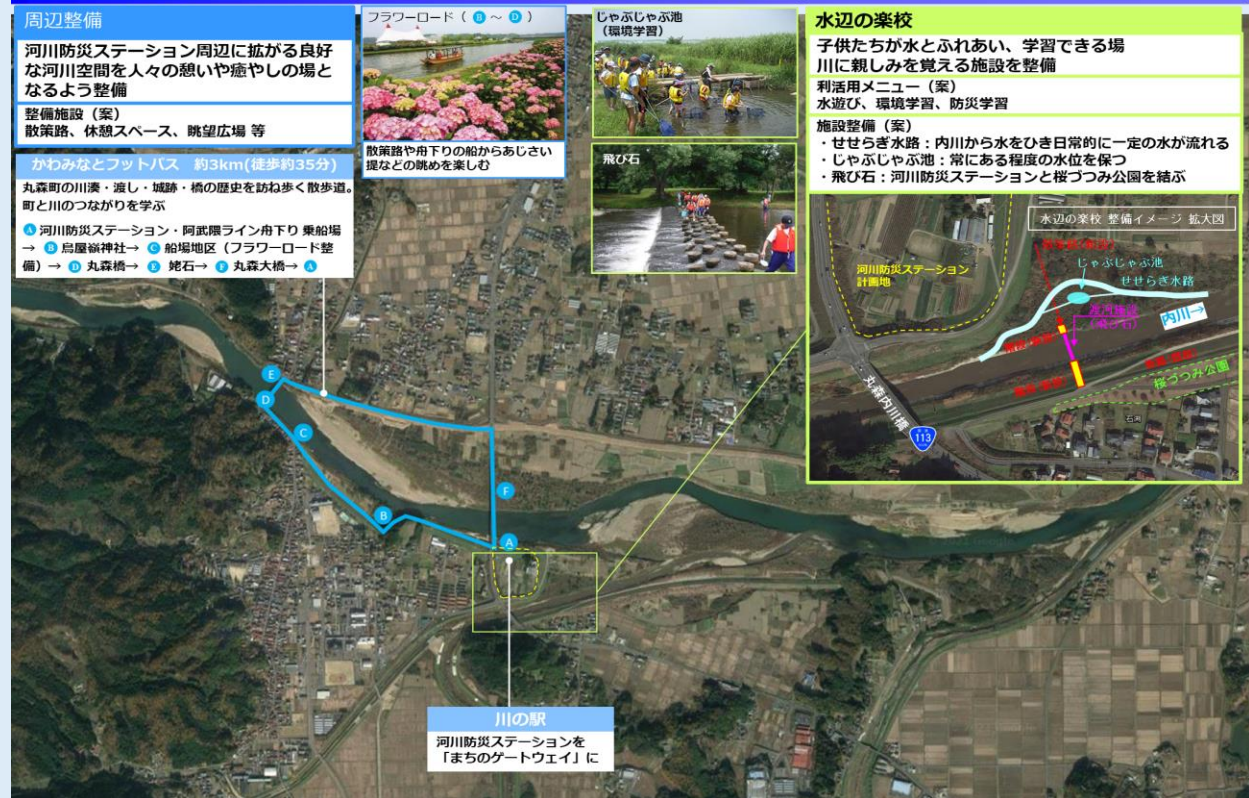 周辺整備
河川防災ステーション周辺に拡がる良好
な河川空間を人々の憩いや癒やしの場と
なるよう整備
整備施設（案）
散策路、休憩スペース、眺望広場 等
かわみなとフットパス 約3km(徒歩約35分)
丸森町の川湊・渡し・城跡・橋の歴史を訪ね歩く散歩道。
町と川のつながりを学ぶ
A 河川防災ステーション・阿武隈ライン舟下り 乗船場
→ B 鳥屋嶺神社→ C 船場地区（フラワーロード整
備）→ D 丸森橋→ E 姥石→ F 丸森大橋→ A
フラワーロード（ B ～ D ）
散策路や舟下りの船からあじさい
堤などの眺めを楽しむ
じゃぶじゃぶ池
（環境学習）
飛び石
水辺の楽校
子供たちが水とふれあい、学習できる場
川に親しみを覚える施設を整備
利活用メニュー（案）
水遊び、環境学習、防災学習
施設整備（案）
・せせらぎ水路：内川から水をひき日常的に一定の水が流れる
・じゃぶじゃぶ池：常にある程度の水位を保つ
・飛び石：河川防災ステーションと桜づつみ公園を結ぶ
水辺の楽校 整備イメージ 拡大図
河川防災ステーション
計画地
じゃぶじゃぶ池
せせらぎ水路
内川→
（飛び石）
桜づつみ公園
丸森内川橋
113
E
D
C
B
F
A
川の駅
河川防災ステーションを
「まちのゲートウェイ」に